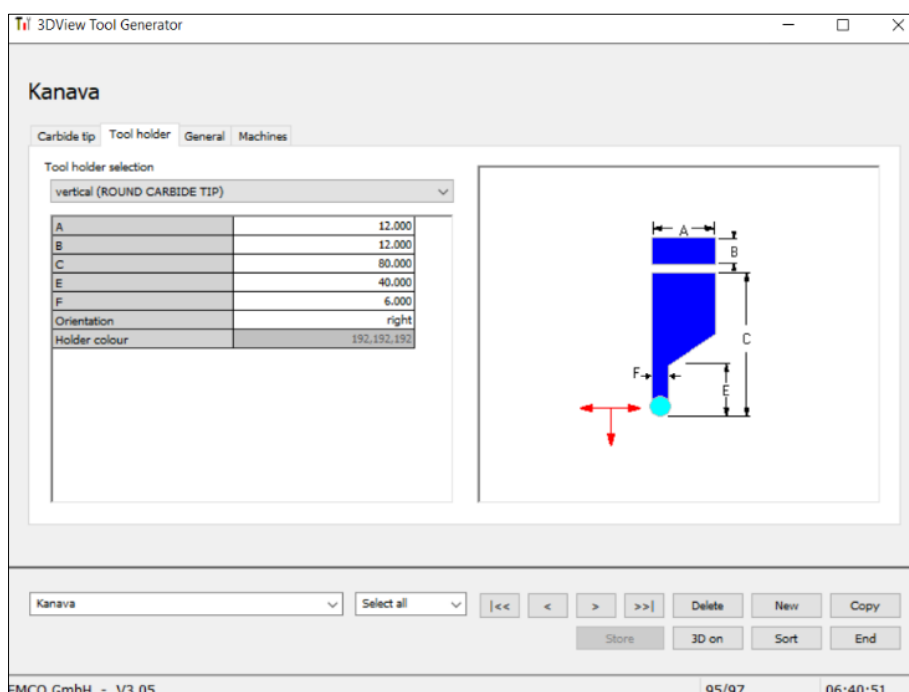 3DView Tool Generator
Kanava
Carbide tip Tool holder General Machines
Tool holder selection
vertical (ROUND CARBIDE TIP)
A 12.000
B 12.000
C 80.000
E 40.000
F 6.000
Orientation right
Holder colour 192,192,192
A
B
C
F
E
Kanava Select all |<< < > >>| Delete New Copy
Store 3D on Sort End
EMCO GmbH - V3.05 95/97 06:40:51